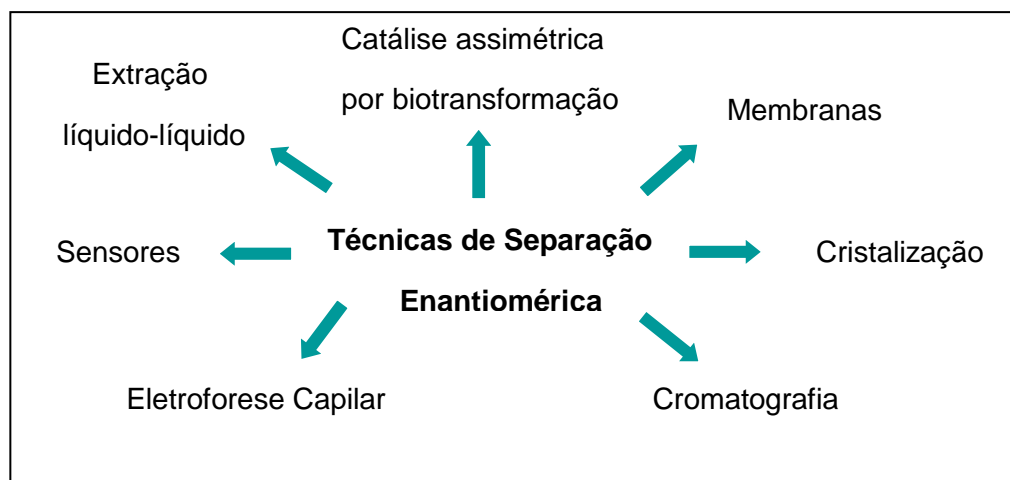 Catálise assimétrica
por biotransformação
Extração
líquido-líquido
Membranas
Sensores
Técnicas de Separação
Enantiomérica
Cristalização
Eletroforese Capilar
Cromatografia